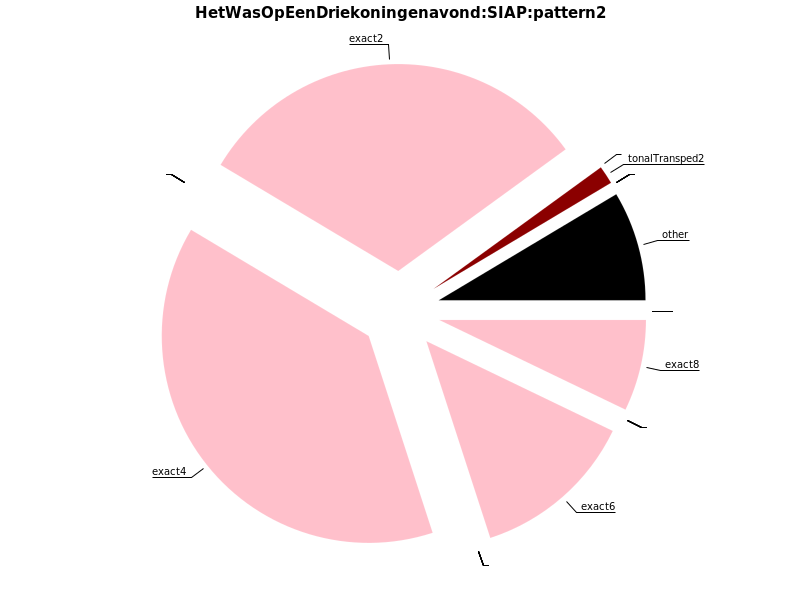 HetWasOpEenDriekoningenavond:SIAP:pattern2
exact2
tonalTransped2
other
exact8
exact4
exact6